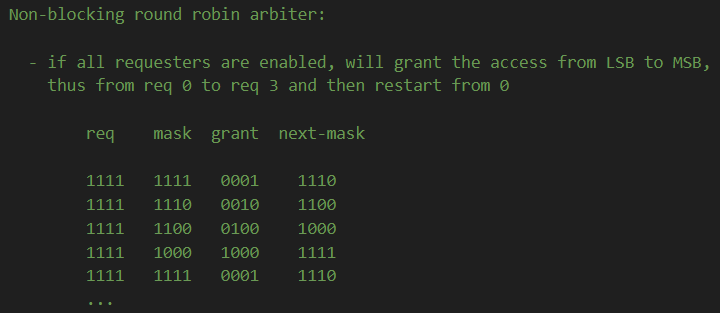 Non-blocking round robin arbiter:
- if all requesters are enabled, will grant the access from LSB to MSB,
thus from req 0 to req 3 and then restart from 0
req mask grant next-mask
1111 1111 0001 1110
1111 1110 0010 1100
1111 1100 0100 1000
1111 1000 1000 1111
1111 1111 0001 1110
...